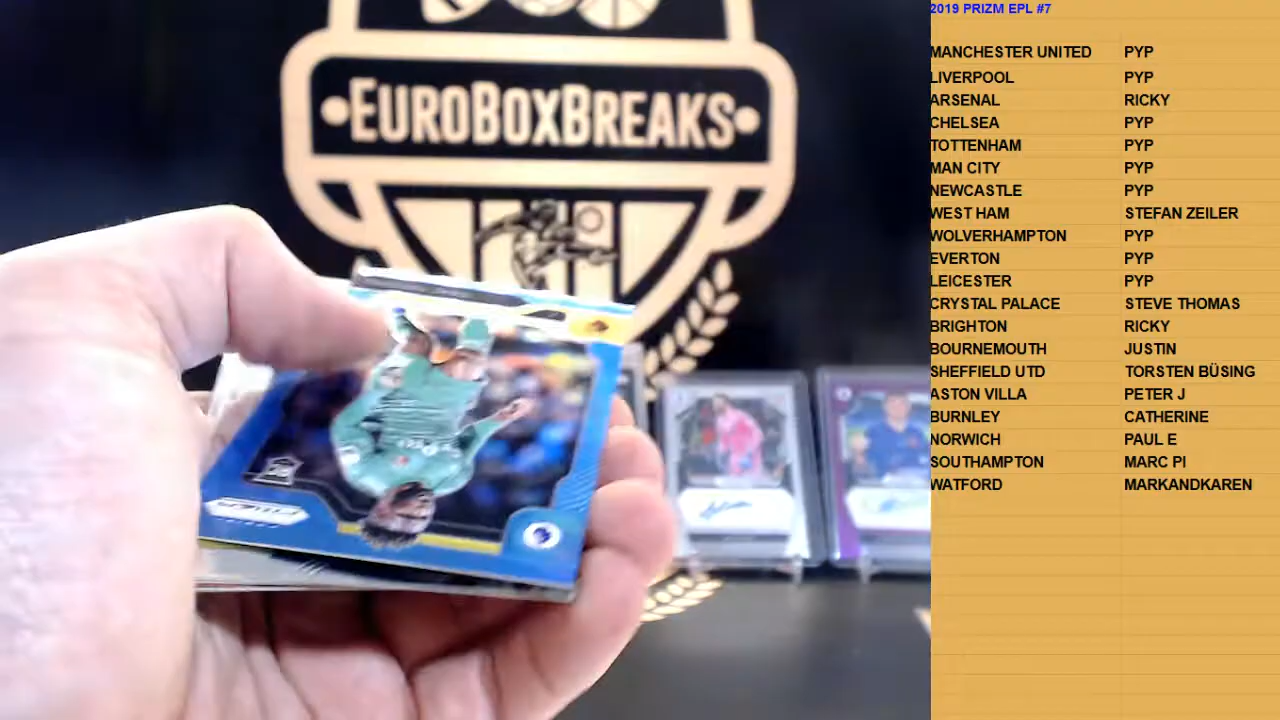 EUROBOXBREAKS
2019 PRIZM EPL #7
MANCHESTER UNITED PYP
LIVERPOOL PYP
ARSENAL RICKY
CHELSEA PYP
TOTTENHAM PYP
MAN CITY PYP
NEWCASTLE PYP
WEST HAM STEFAN ZEILER
WOLVERHAMPTON PYP
EVERTON PYP
LEICESTER PYP
CRYSTAL PALACE STEVE THOMAS
BRIGHTON RICKY
BOURNEMOUTH JUSTIN
SHEFFIELD UTD TORSTEN BÜSING
ASTON VILLA PETER J
BURNLEY CATHERINE
NORWICH PAUL E
SOUTHAMPTON MARC PI
WATFORD MARKANDKAREN
PRIZM